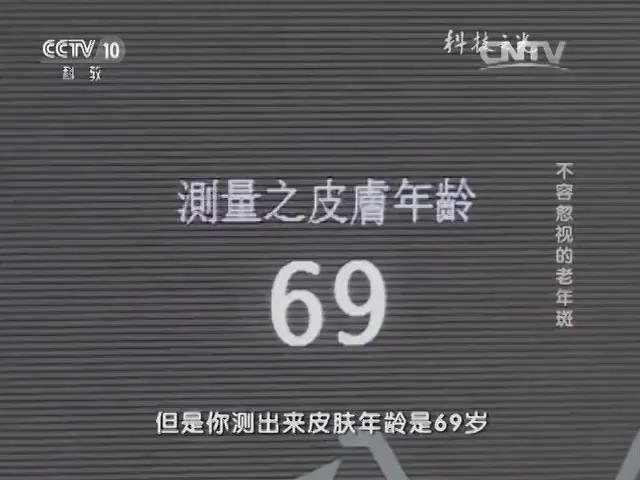 CCTV 10
科教
科技之光
CNTV
測量之皮膚年齡
69
不容忽视的老年斑
但是你测出来皮肤年龄是69岁